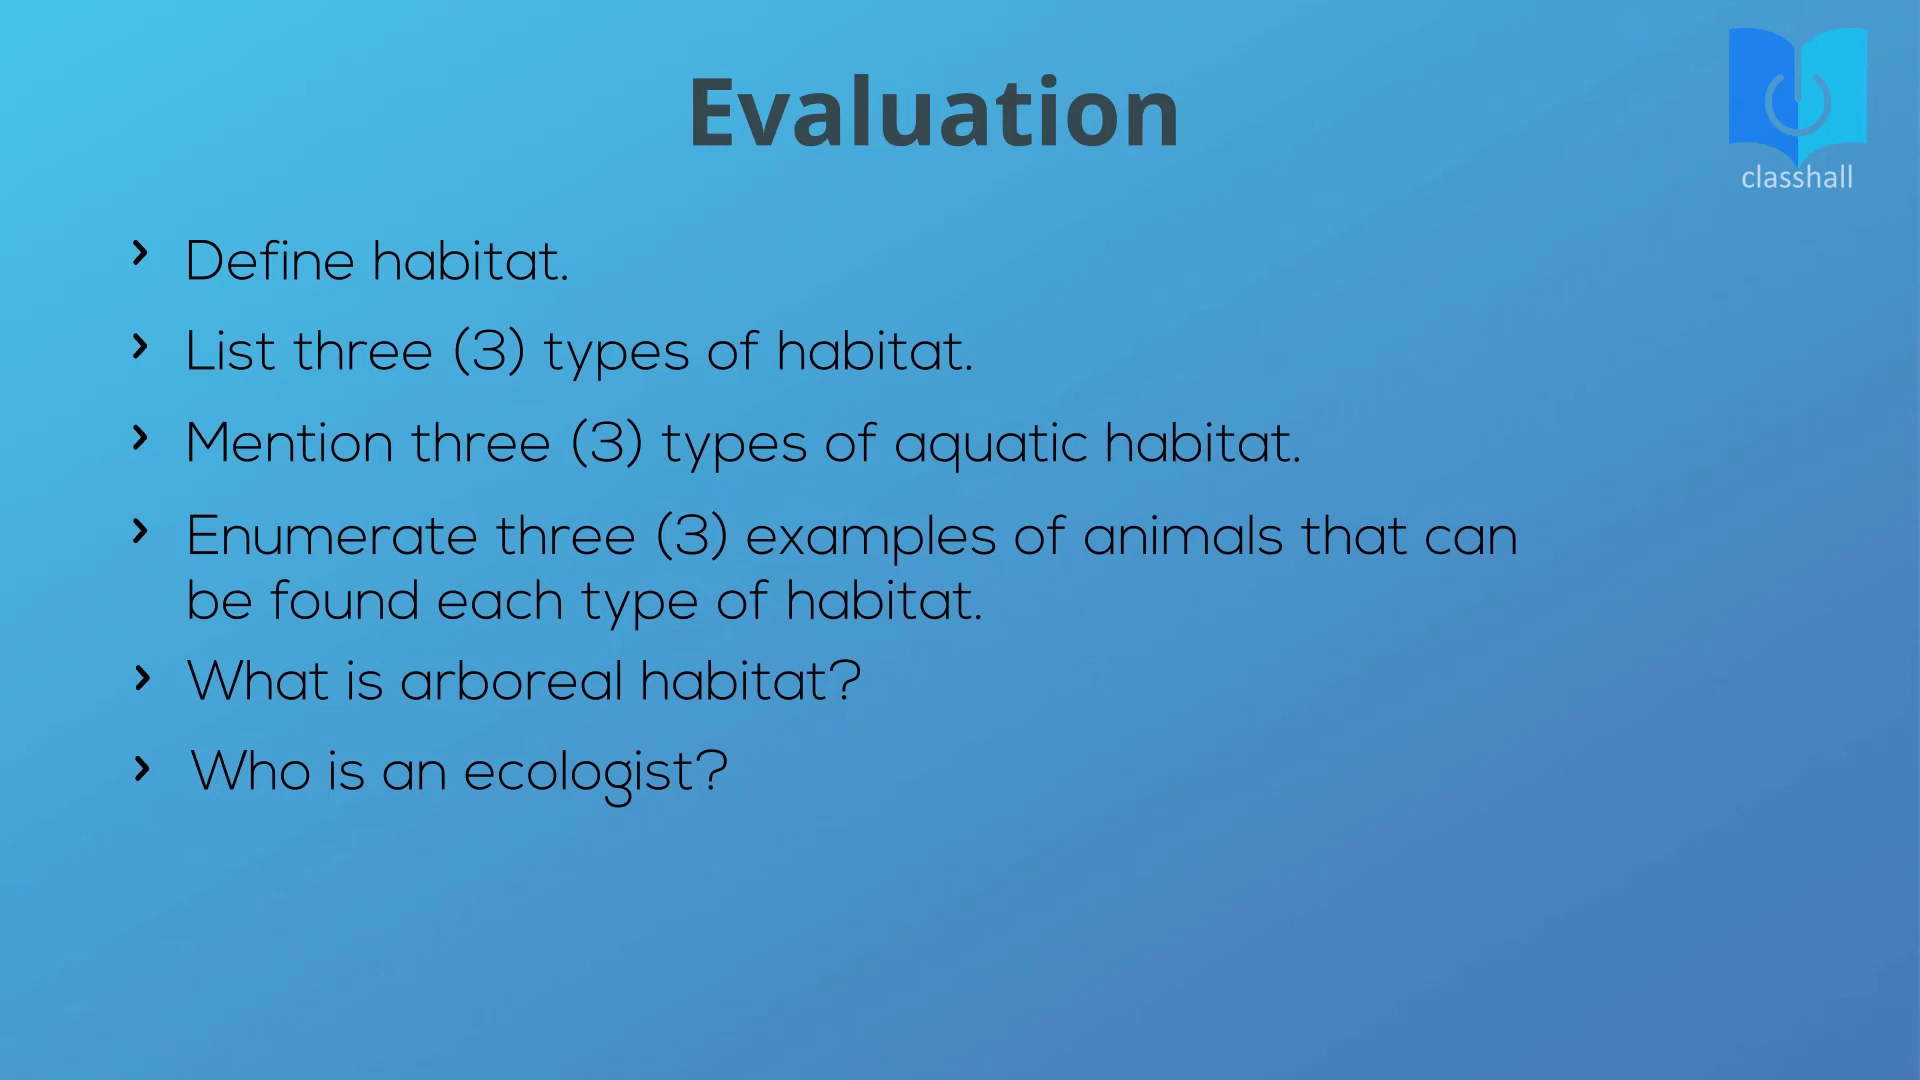 Evaluation
classhall
› Define habitat.
› List three (3) types of habitat.
› Mention three (3) types of aquatic habitat.
› Enumerate three (3) examples of animals that can
be found each type of habitat.
› What is arboreal habitat?
› Who is an ecologist?